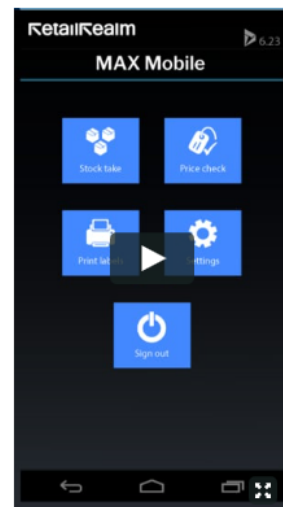 RetailRealm
6.23
MAX Mobile
Stock take
Price check
Print labels
Settings
Sign out